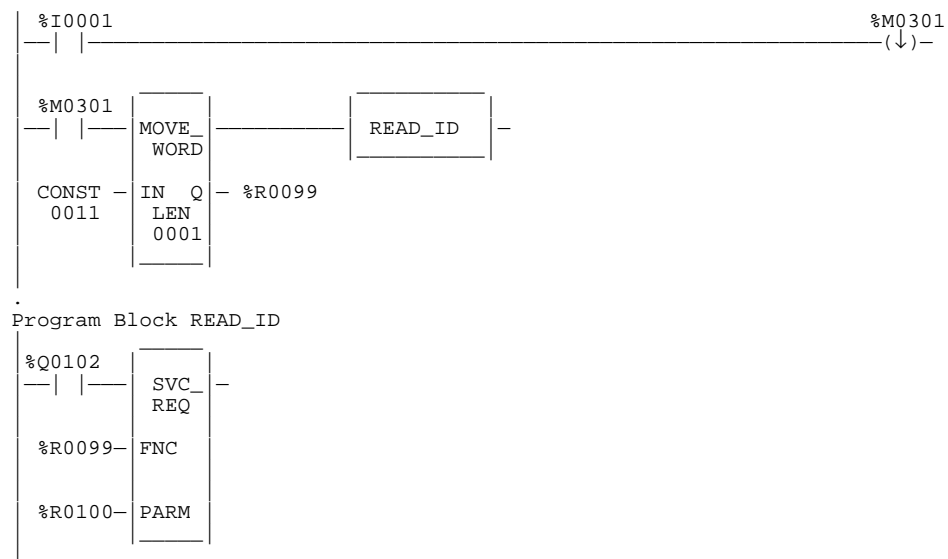 %I0001 %M0301
(↓)
%M0301
MOVE_ READ_ID
WORD
CONST IN Q %R0099
0011 LEN
0001
.
Program Block READ_ID
%Q0102
SVC_
REQ
%R0099 FNC
%R0100 PARM